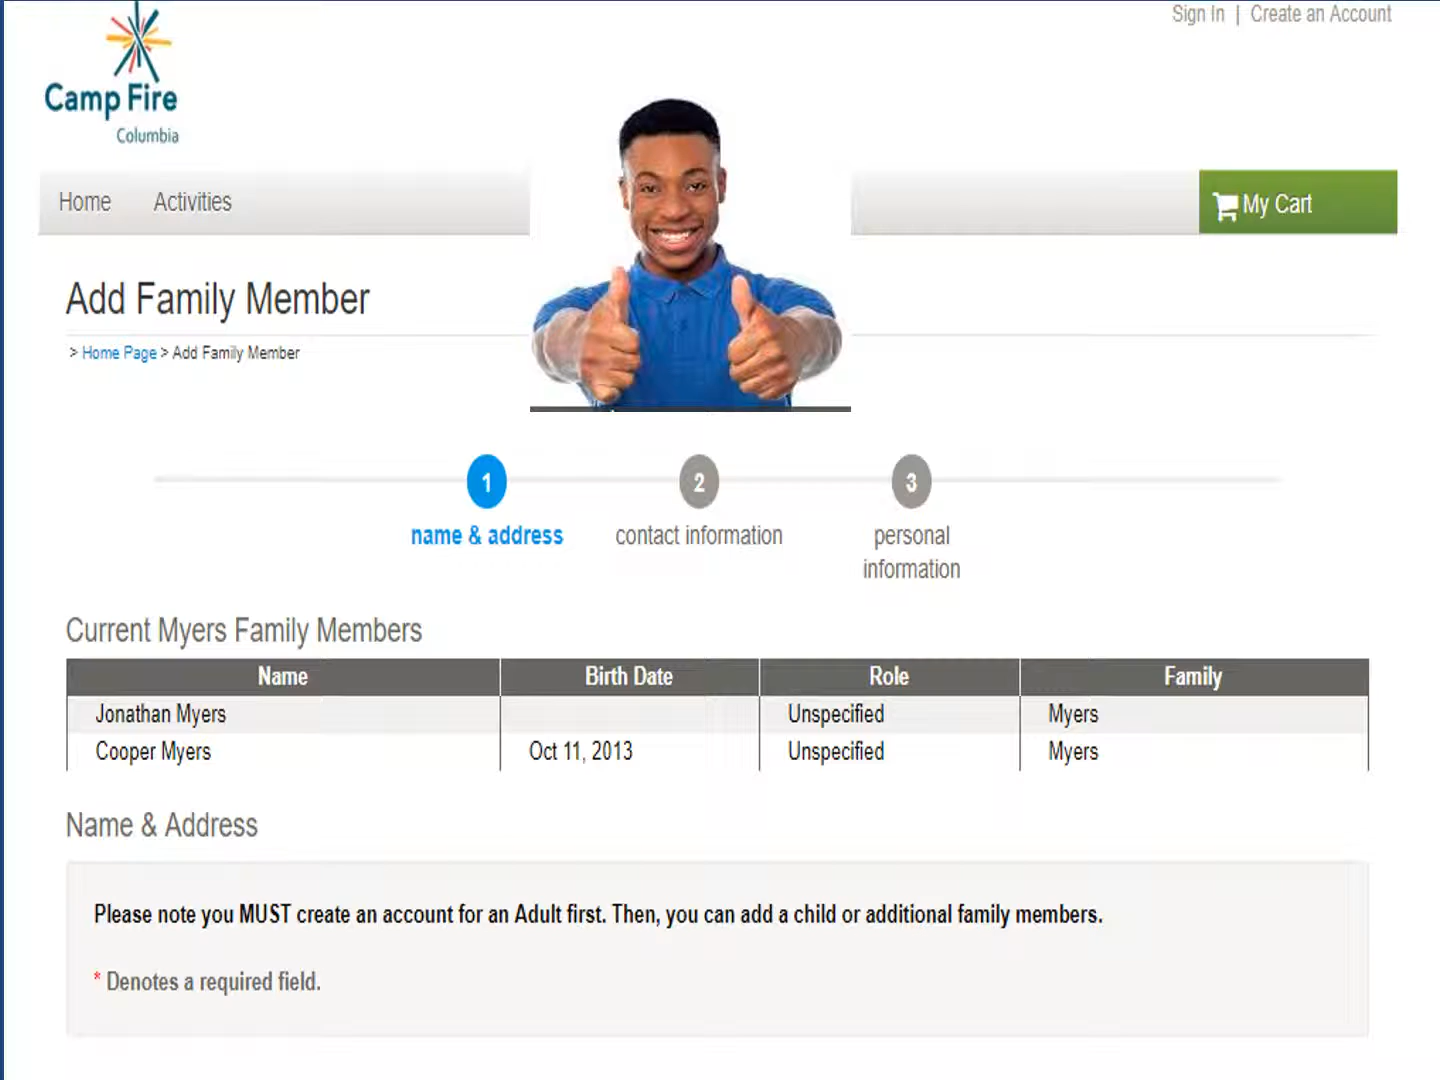 Sign In | Create an Account
Camp Fire
Columbia
Home Activities
My Cart
Add Family Member
> Home Page > Add Family Member
1 2 3
name & address contact information personal
information
Current Myers Family Members
Name Birth Date Role Family
Jonathan Myers Unspecified Myers
Cooper Myers Oct 11, 2013 Unspecified Myers
Name & Address
Please note you MUST create an account for an Adult first. Then, you can add a child or additional family members.
* Denotes a required field.